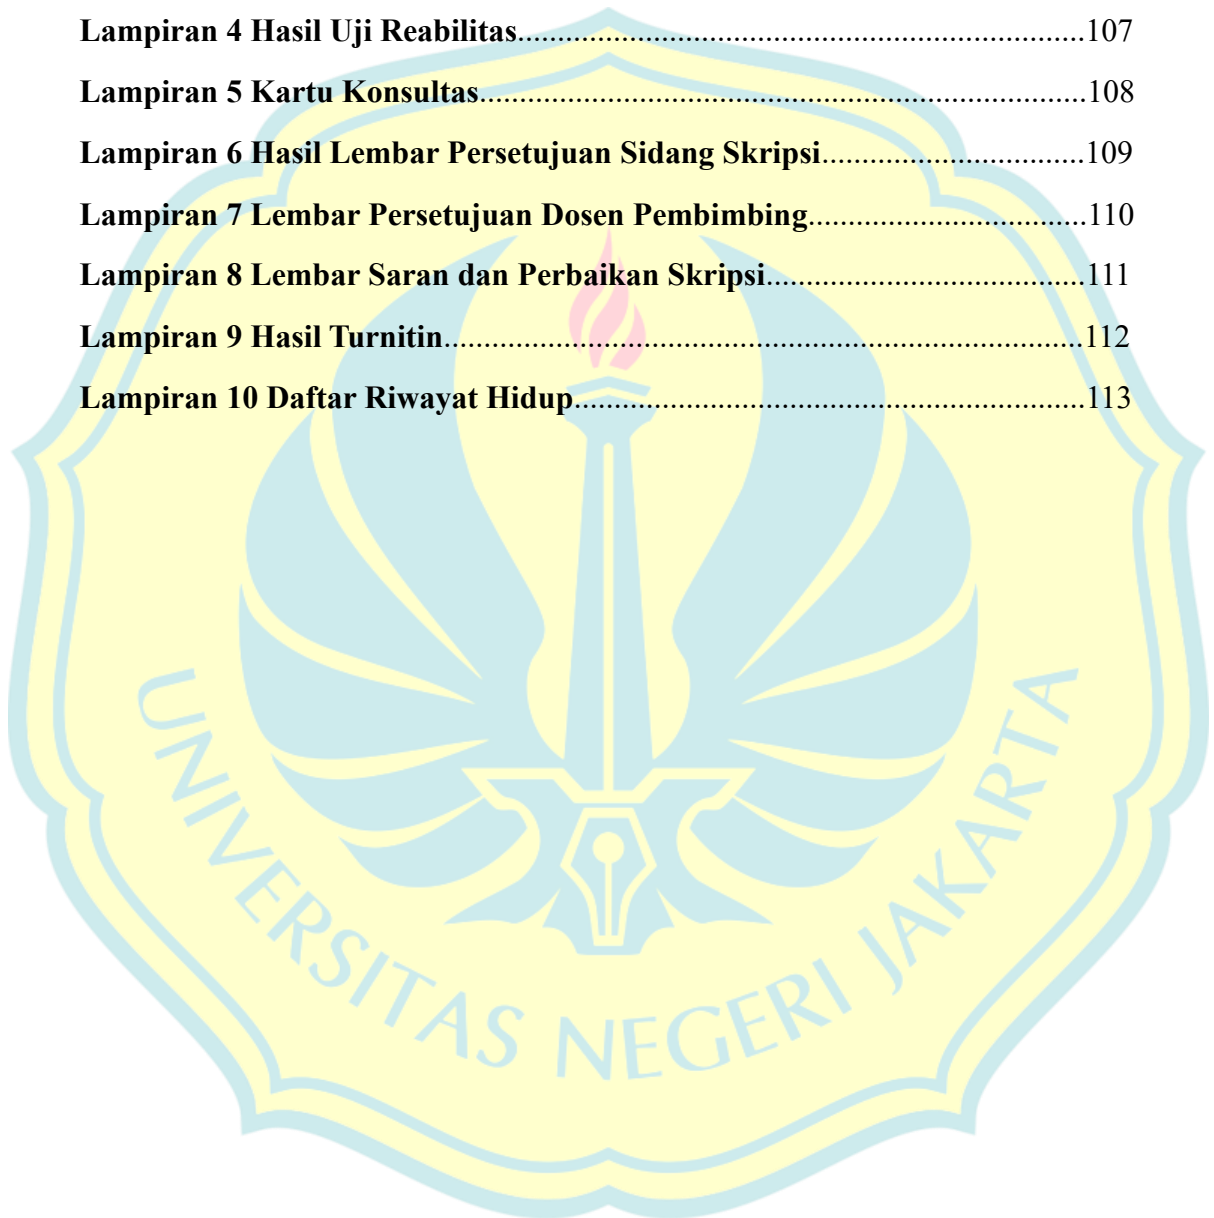 Lampiran 4 Hasil Uji Reabilitas.......................................................................107
Lampiran 5 Kartu Konsultas............................................................................108
Lampiran 6 Hasil Lembar Persetujuan Sidang Skripsi.................................109
Lampiran 7 Lembar Persetujuan Dosen Pembimbing...................................110
Lampiran 8 Lembar Saran dan Perbaikan Skripsi........................................111
Lampiran 9 Hasil Turnitin................................................................................112
Lampiran 10 Daftar Riwayat Hidup................................................................113
UNIVERSITAS NEGERI JAKARTA